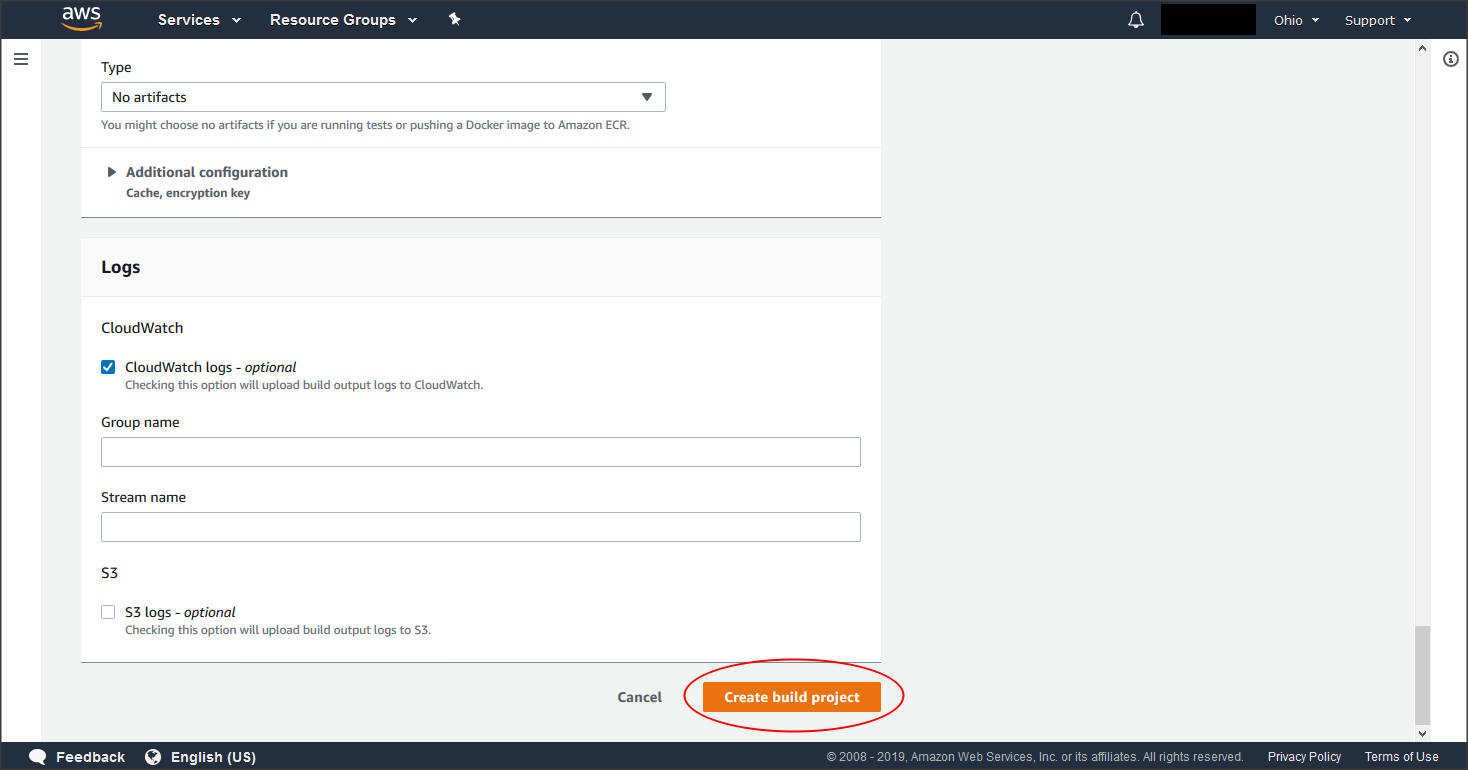 aws Services Resource Groups Ohio Support
Type
No artifacts
You might choose no artifacts if you are running tests or pushing a Docker image to Amazon ECR.
Additional configuration
Cache, encryption key
Logs
CloudWatch
CloudWatch logs - optional
Checking this option will upload build output logs to CloudWatch.
Group name
Stream name
S3
S3 logs - optional
Checking this option will upload build output logs to S3.
Cancel Create build project
Feedback English (US) © 2008 - 2019, Amazon Web Services, Inc. or its affiliates. All rights reserved. Privacy Policy Terms of Use